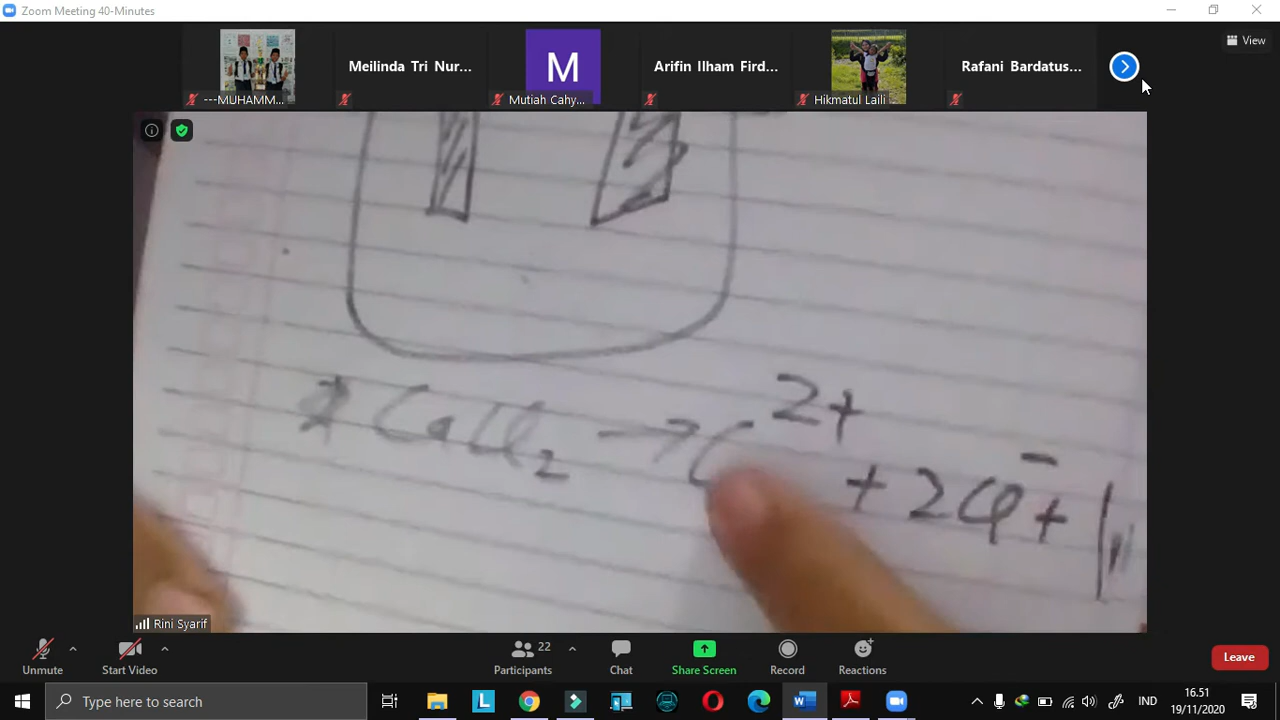 Zoom Meeting 40-Minutes
View
Meilinda Tri Nur...
M
Arifin Ilham Fird...
Rafani Bardatus...
---MUHAMM...
Mutiah Cahy...
Hikmatul Laili
CaCl2 → C 2+ + 2Cl- +
Rini Syarif
22
Unmute
Start Video
Participants
Chat
Share Screen
Record
Reactions
Leave
Type here to search
L
IND
16.51
19/11/2020